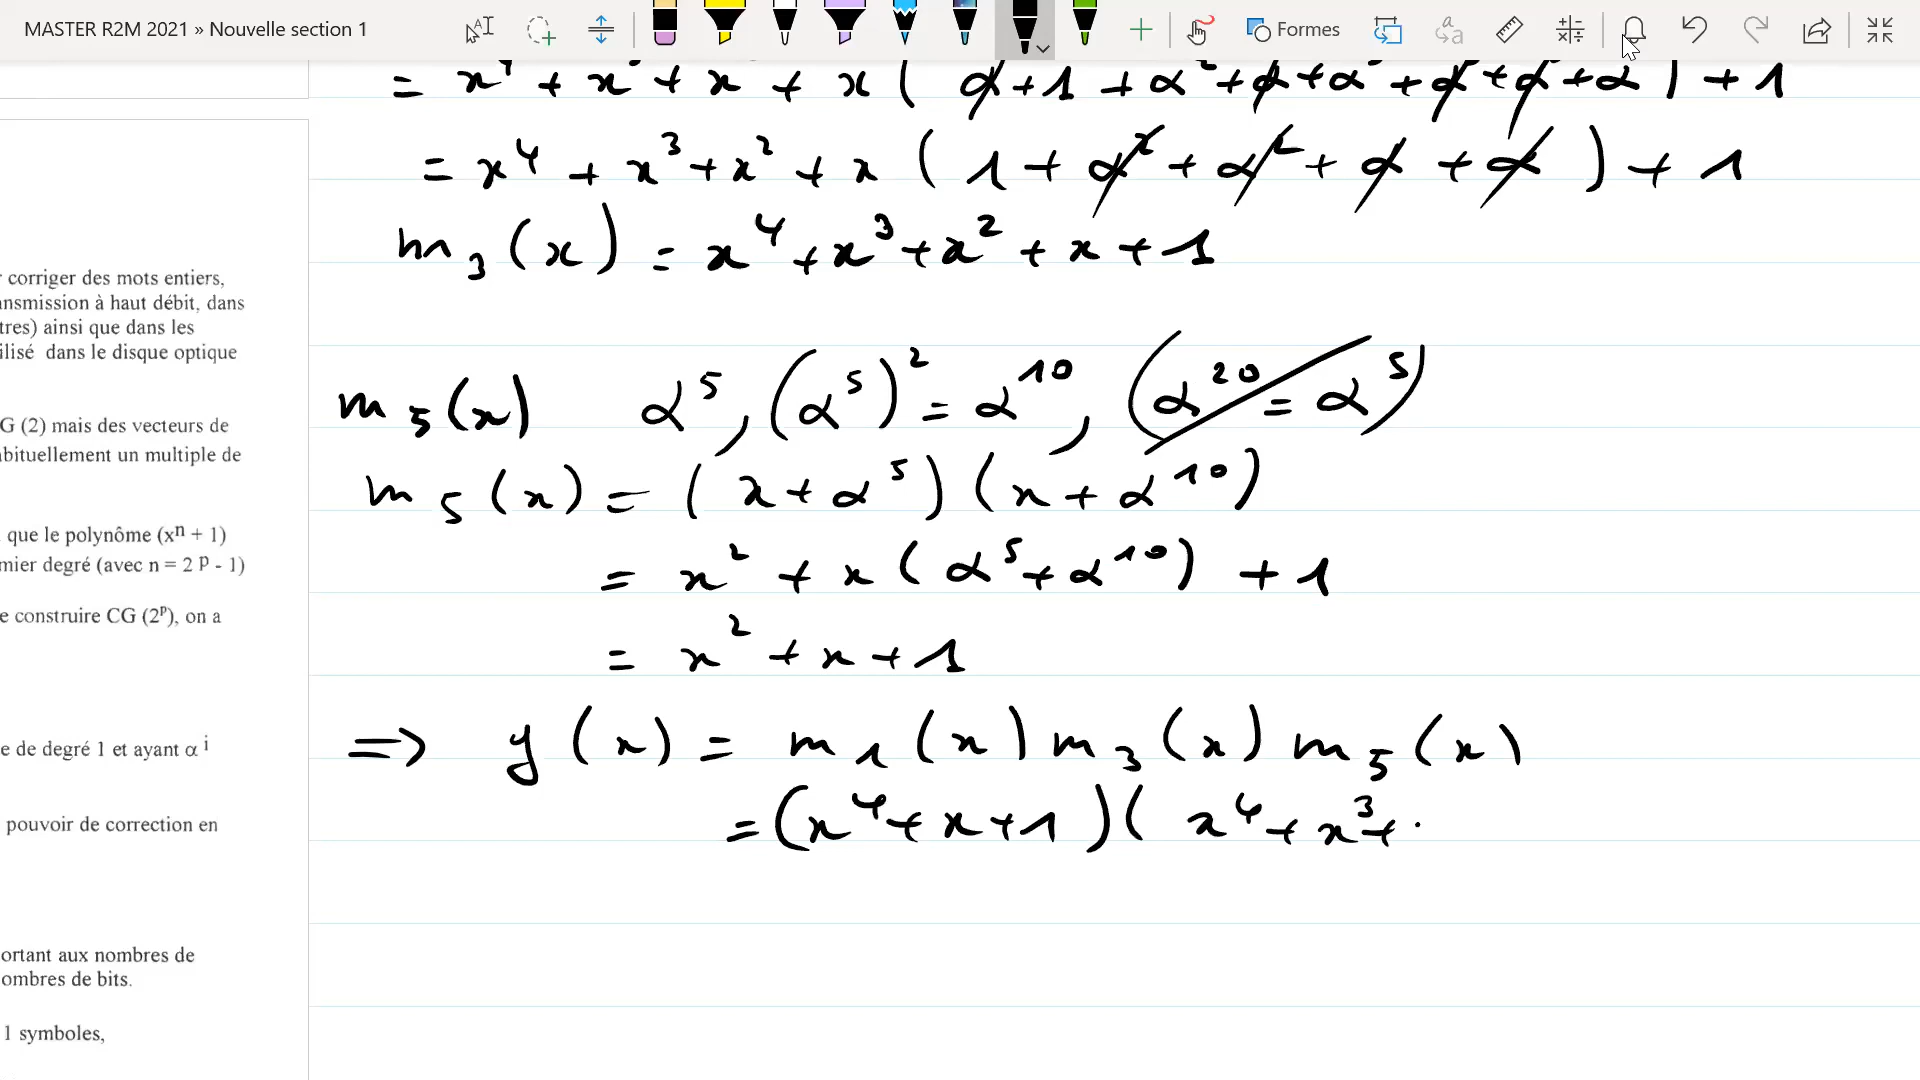 MASTER R2M 2021 » Nouvelle section 1
Formes
r corriger des mots entiers,
ansmission à haut débit, dans
tres) ainsi que dans les
ilisé dans le disque optique
G (2) mais des vecteurs de
abituellement un multiple de
que le polynôme (xⁿ + 1)
mier degré (avec n = 2 ᵖ - 1)
e construire CG (2ᵖ), on a
e de degré 1 et ayant α ⁱ
pouvoir de correction en
ortant aux nombres de
ombres de bits.
1 symboles,
= x⁴ + x³ + x² + x ( 1 + α² + α² + α + α ) + 1
m₃(x) = x⁴ + x³ + x² + x + 1
m₅(x) α⁵, (α⁵)² = α¹⁰, (α²⁰ = α⁵)
m₅(x) = (x + α⁵)(x + α¹⁰)
= x² + x (α⁵ + α¹⁰) + 1
= x² + x + 1
=> g(x) = m₁(x) m₃(x) m₅(x)
= (x⁴ + x + 1)( x⁴ + x³ + .